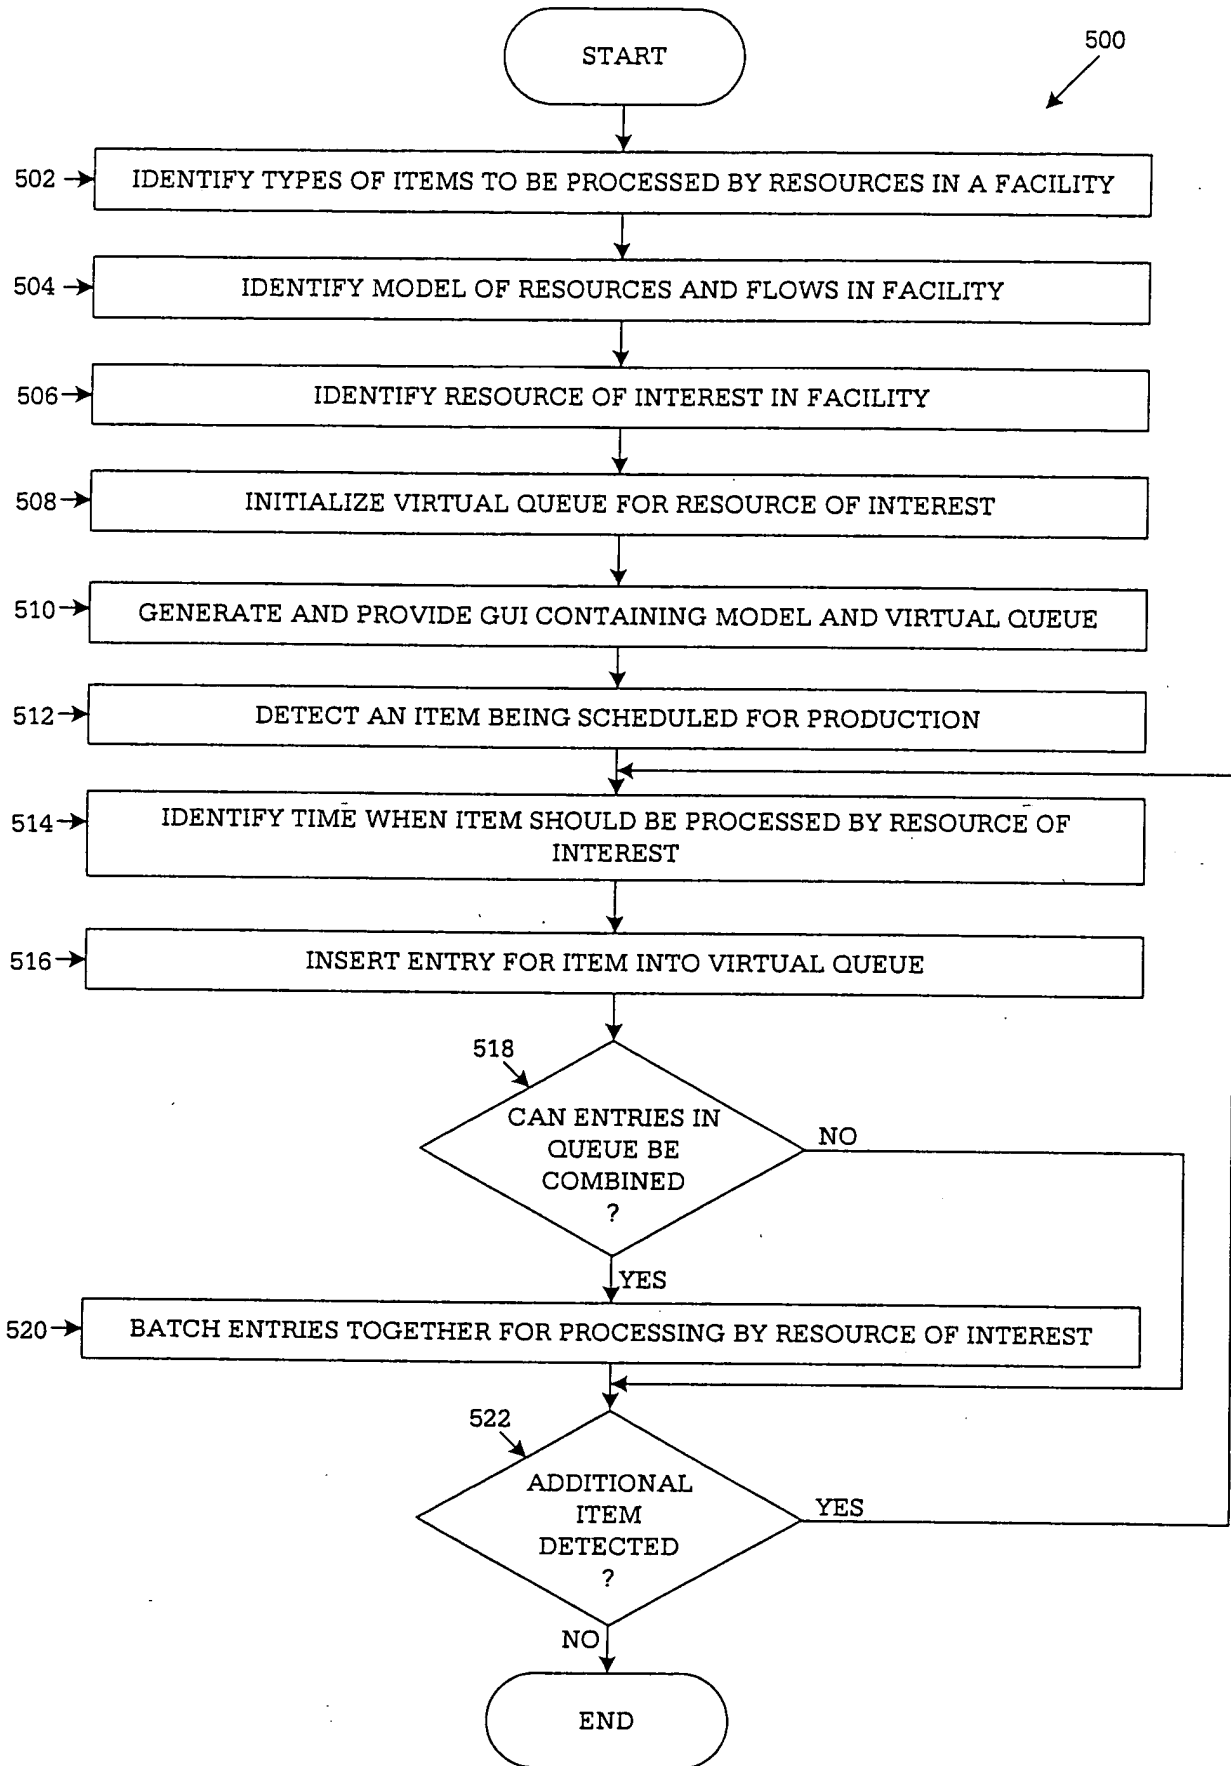 START
500
502
IDENTIFY TYPES OF ITEMS TO BE PROCESSED BY RESOURCES IN A FACILITY
504
IDENTIFY MODEL OF RESOURCES AND FLOWS IN FACILITY
506
IDENTIFY RESOURCE OF INTEREST IN FACILITY
508
INITIALIZE VIRTUAL QUEUE FOR RESOURCE OF INTEREST
510
GENERATE AND PROVIDE GUI CONTAINING MODEL AND VIRTUAL QUEUE
512
DETECT AN ITEM BEING SCHEDULED FOR PRODUCTION
514
IDENTIFY TIME WHEN ITEM SHOULD BE PROCESSED BY RESOURCE OF
INTEREST
516
INSERT ENTRY FOR ITEM INTO VIRTUAL QUEUE
518
CAN ENTRIES IN
QUEUE BE
COMBINED
?
NO
YES
520
BATCH ENTRIES TOGETHER FOR PROCESSING BY RESOURCE OF INTEREST
522
ADDITIONAL
ITEM
DETECTED
?
YES
NO
END